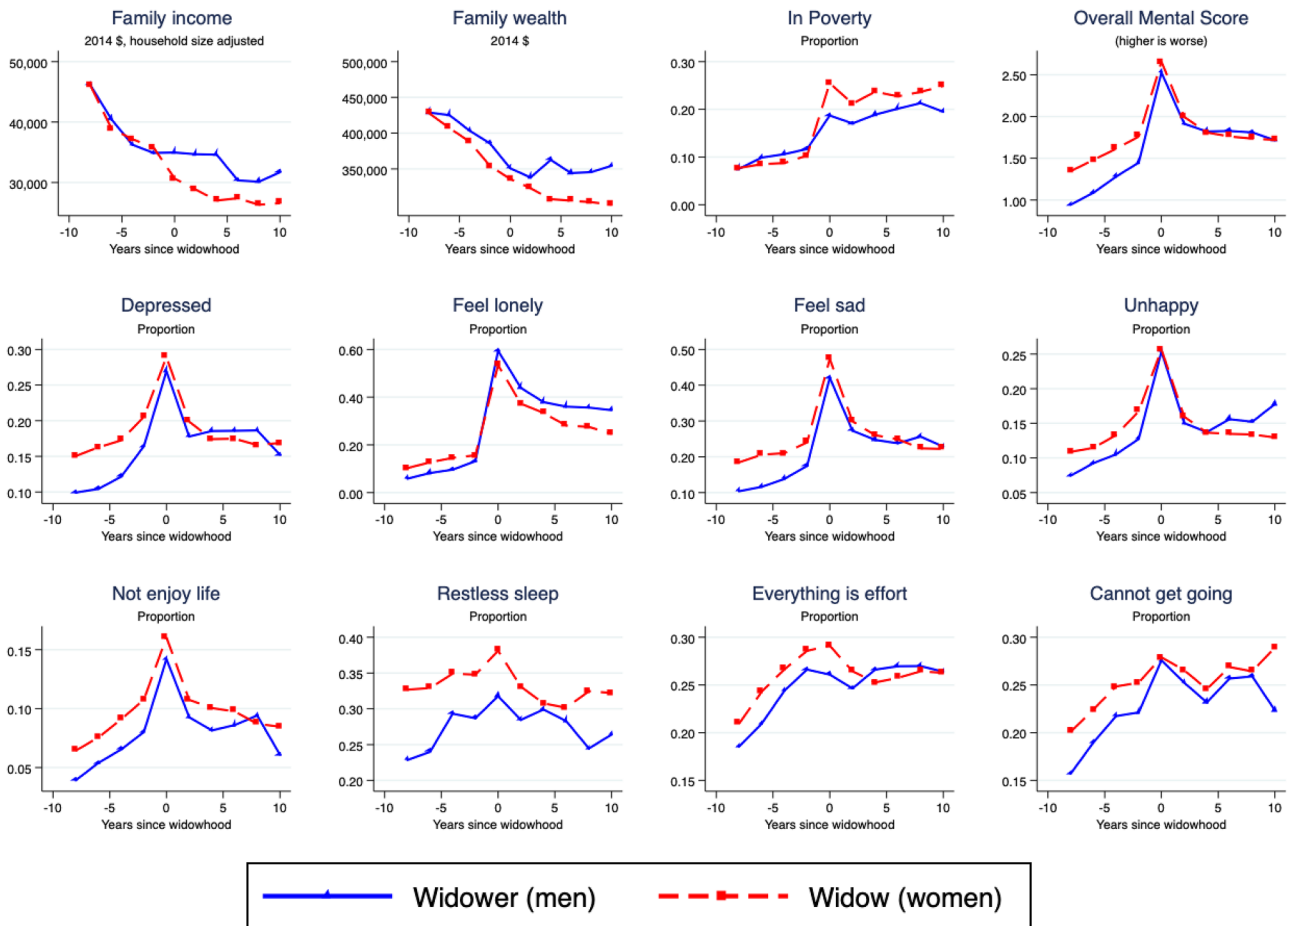 Family income
2014 $, household size adjusted
50,000
40,000
30,000
-10 -5 0 5 10
Years since widowhood
Family wealth
2014 $
500,000
450,000
400,000
350,000
-10 -5 0 5 10
Years since widowhood
In Poverty
Proportion
0.30
0.20
0.10
0.00
-10 -5 0 5 10
Years since widowhood
Overall Mental Score
(higher is worse)
2.50
2.00
1.50
1.00
-10 -5 0 5 10
Years since widowhood
Depressed
Proportion
0.30
0.25
0.20
0.15
0.10
-10 -5 0 5 10
Years since widowhood
Feel lonely
Proportion
0.60
0.40
0.20
0.00
-10 -5 0 5 10
Years since widowhood
Feel sad
Proportion
0.50
0.40
0.30
0.20
0.10
-10 -5 0 5 10
Years since widowhood
Unhappy
Proportion
0.25
0.20
0.15
0.10
0.05
-10 -5 0 5 10
Years since widowhood
Not enjoy life
Proportion
0.15
0.10
0.05
-10 -5 0 5 10
Years since widowhood
Restless sleep
Proportion
0.40
0.35
0.30
0.25
0.20
-10 -5 0 5 10
Years since widowhood
Everything is effort
Proportion
0.30
0.25
0.20
0.15
-10 -5 0 5 10
Years since widowhood
Cannot get going
Proportion
0.30
0.25
0.20
0.15
-10 -5 0 5 10
Years since widowhood
Widower (men) Widow (women)